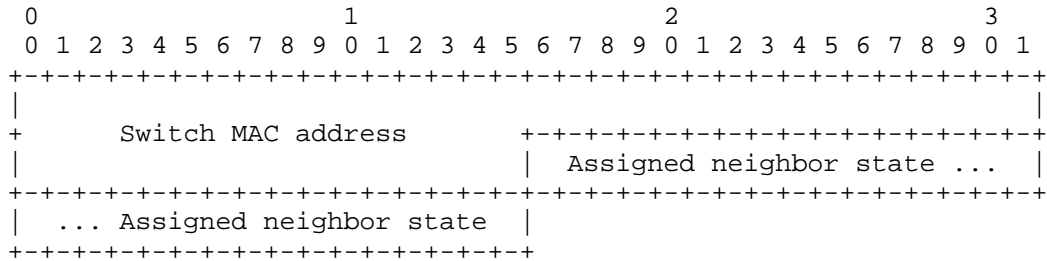 0                   1                   2                   3
 0 1 2 3 4 5 6 7 8 9 0 1 2 3 4 5 6 7 8 9 0 1 2 3 4 5 6 7 8 9 0 1
+-+-+-+-+-+-+-+-+-+-+-+-+-+-+-+-+-+-+-+-+-+-+-+-+-+-+-+-+-+-+-+-+
|                                                               |
+      Switch MAC address       +-+-+-+-+-+-+-+-+-+-+-+-+-+-+-+-+
|                               |  Assigned neighbor state ...  |
+-+-+-+-+-+-+-+-+-+-+-+-+-+-+-+-+-+-+-+-+-+-+-+-+-+-+-+-+-+-+-+-+
|  ... Assigned neighbor state  |
+-+-+-+-+-+-+-+-+-+-+-+-+-+-+-+-+